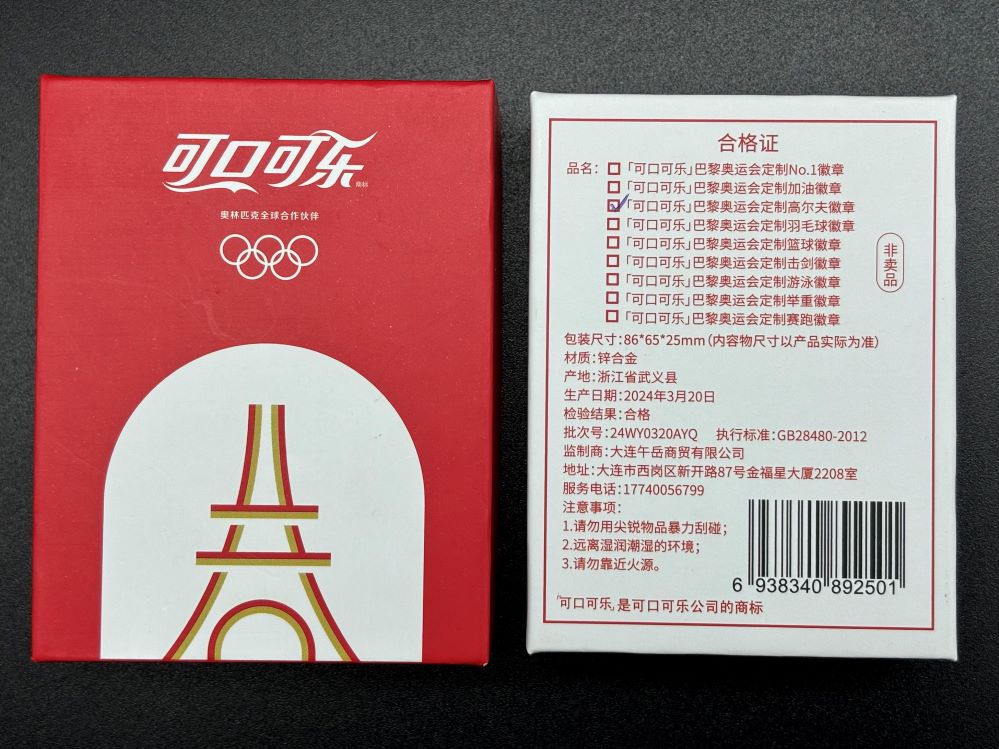 可口可乐
商标
奥林匹克全球合作伙伴
合格证
品名：「可口可乐」巴黎奥运会定制No.1徽章
「可口可乐」巴黎奥运会定制加油徽章
「可口可乐」巴黎奥运会定制高尔夫徽章
「可口可乐」巴黎奥运会定制羽毛球徽章
「可口可乐」巴黎奥运会定制篮球徽章
「可口可乐」巴黎奥运会定制击剑徽章
「可口可乐」巴黎奥运会定制游泳徽章
「可口可乐」巴黎奥运会定制举重徽章
「可口可乐」巴黎奥运会定制赛跑徽章
非卖品
包装尺寸：86*65*25mm（内容物尺寸以产品实际为准）
材质：锌合金
产地：浙江省武义县
生产日期：2024年3月20日
检验结果：合格
批次号：24WY0320AYQ 执行标准：GB28480-2012
监制商：大连午岳商贸有限公司
地址：大连市西岗区新开路87号金福星大厦2208室
服务电话：17740056799
注意事项：
1.请勿用尖锐物品暴力刮碰；
2.远离湿润潮湿的环境；
3.请勿靠近火源。
6 938340 892501
「可口可乐」是可口可乐公司的商标